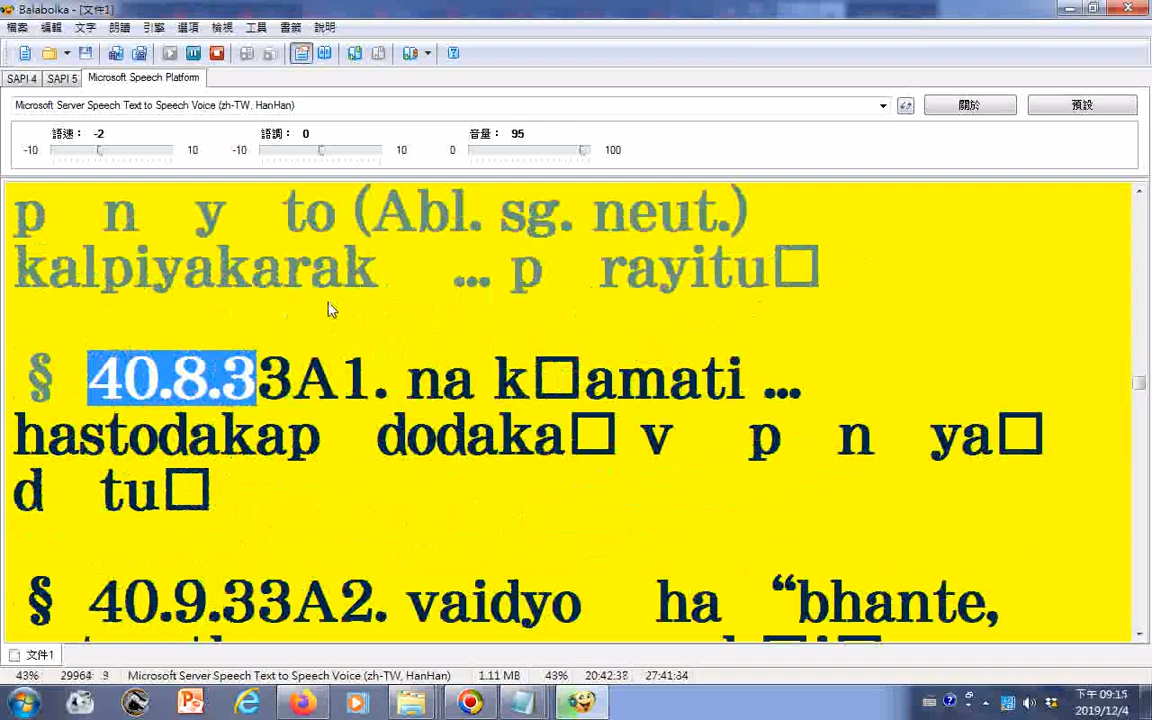 Balabolka - [文件1]
檔案 編輯 文字 朗讀 引擎 選項 檢視 工具 書籤 說明
SAPI 4 SAPI 5 Microsoft Speech Platform
Microsoft Server Speech Text to Speech Voice (zh-TW, HanHan) 關於 預設
語速： -2 語調： 0 音量： 95
-10 10 -10 10 0 100
p n y to (Abl. sg. neut.)
kalpiyakarak ... p rayitu□
§ 40.8.33A1. na k□amati ...
hastodakap dodaka□ v p n ya□
d tu□
§ 40.9.33A2. vaidyo ha “bhante,
文件1
43% 29964 Microsoft Server Speech Text to Speech Voice (zh-TW, HanHan) 1.11 MB 43% 20:42:38 27:41:34
下午 09:15
2019/12/4